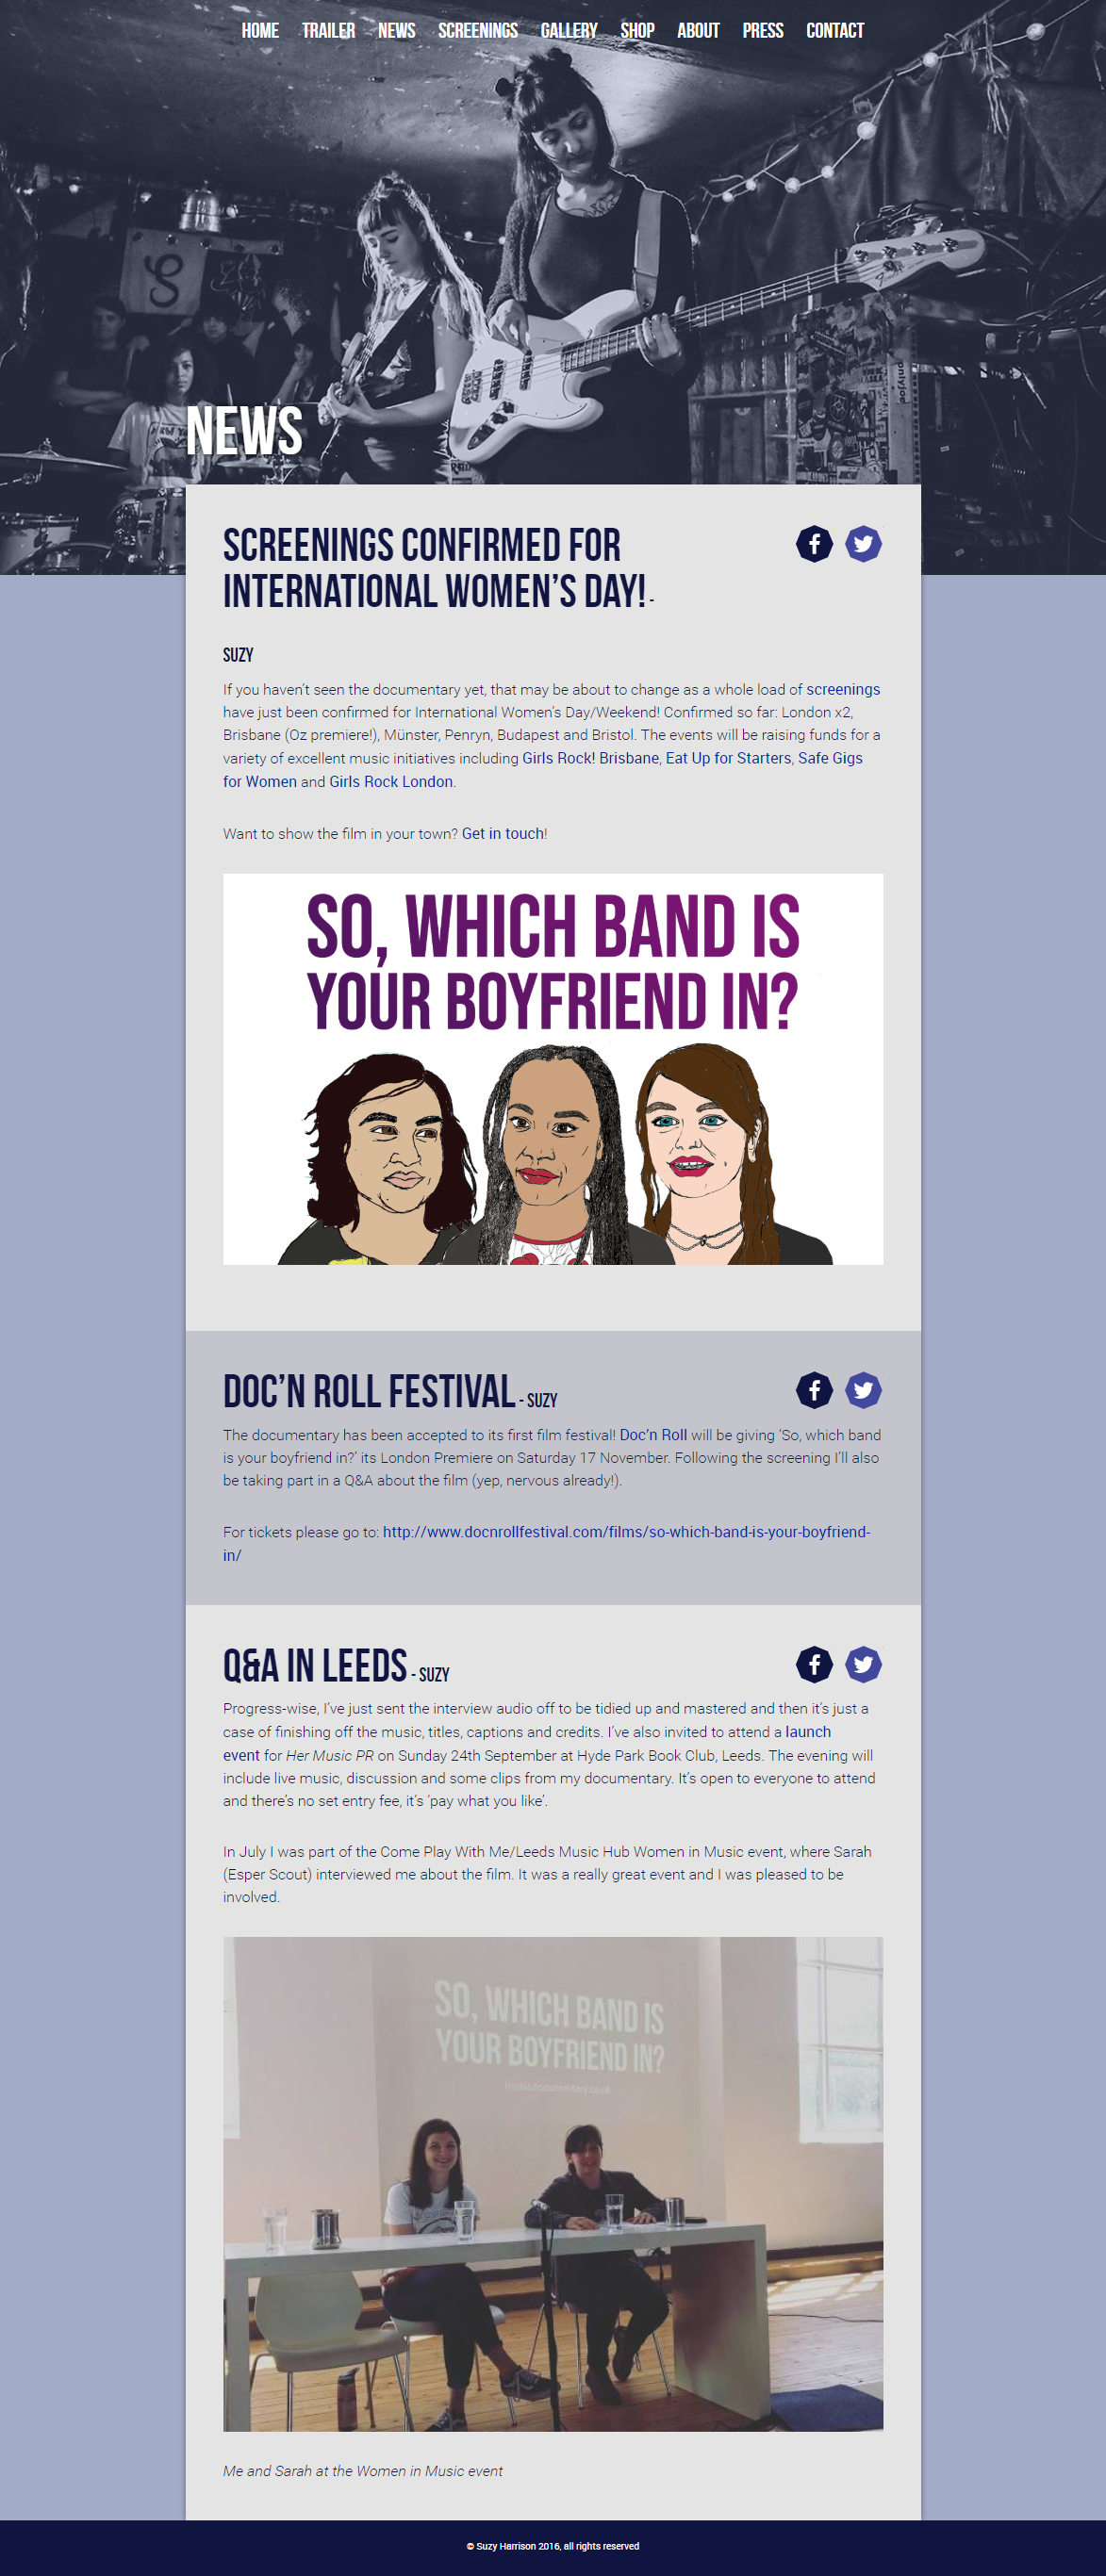 HOME TRAILER NEWS SCREENINGS GALLERY SHOP ABOUT PRESS CONTACT
NEWS
SCREENINGS CONFIRMED FOR
INTERNATIONAL WOMEN’S DAY! -
SUZY
If you haven’t seen the documentary yet, that may be about to change as a whole load of screenings
have just been confirmed for International Women’s Day/Weekend! Confirmed so far: London x2,
Brisbane (Oz premiere!), Münster, Penryn, Budapest and Bristol. The events will be raising funds for a
variety of excellent music initiatives including Girls Rock! Brisbane, Eat Up for Starters, Safe Gigs
for Women and Girls Rock London.
Want to show the film in your town? Get in touch!
SO, WHICH BAND IS
YOUR BOYFRIEND IN?
DOC’N ROLL FESTIVAL - SUZY
The documentary has been accepted to its first film festival! Doc’n Roll will be giving ‘So, which band
is your boyfriend in?’ its London Premiere on Saturday 17 November. Following the screening I’ll also
be taking part in a Q&A about the film (yep, nervous already!).
For tickets please go to: http://www.docnrollfestival.com/films/so-which-band-is-your-boyfriend-
in/
Q&A IN LEEDS - SUZY
Progress-wise, I’ve just sent the interview audio off to be tidied up and mastered and then it’s just a
case of finishing off the music, titles, captions and credits. I’ve also invited to attend a launch
event for Her Music PR on Sunday 24th September at Hyde Park Book Club, Leeds. The evening will
include live music, discussion and some clips from my documentary. It’s open to everyone to attend
and there’s no set entry fee, it’s ‘pay what you like’.
In July I was part of the Come Play With Me/Leeds Music Hub Women in Music event, where Sarah
(Esper Scout) interviewed me about the film. It was a really great event and I was pleased to be
involved.
SO, WHICH BAND IS
YOUR BOYFRIEND IN?
Me and Sarah at the Women in Music event
© Suzy Harrison 2016, all rights reserved